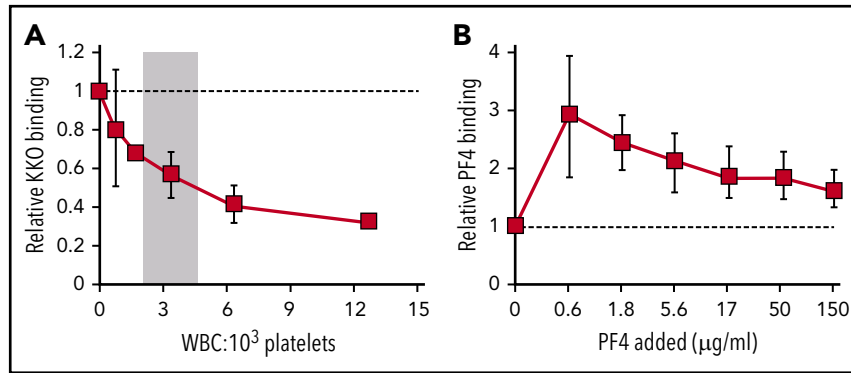 A
1.2
1
0.8
0.6
0.4
0.2
0
Relative KKO binding
0 3 6 9 12 15
WBC:10³ platelets
B
4
3
2
1
0
Relative PF4 binding
0 0.6 1.8 5.6 17 50 150
PF4 added (μg/ml)